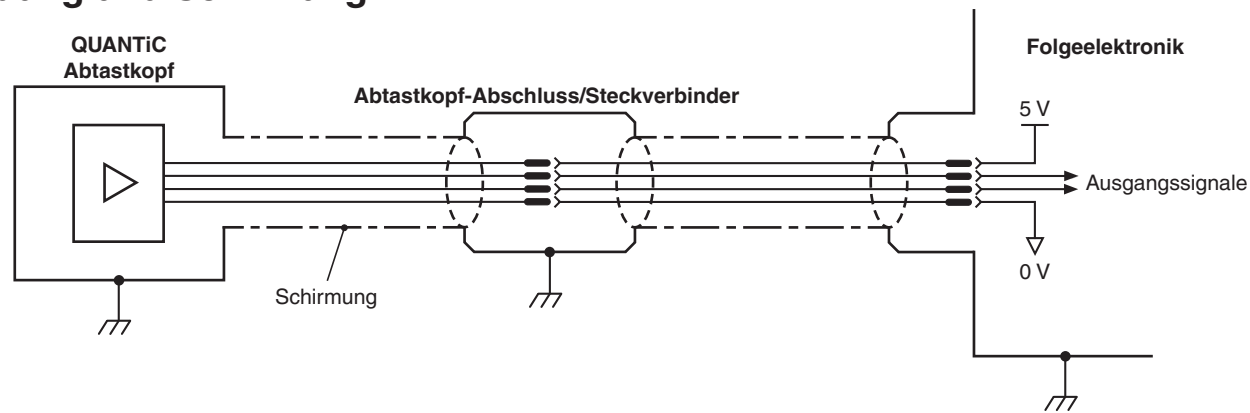 QUANTiC
Abtastkopf
Abtastkopf-Abschluss/Steckverbinder
Folgeelektronik
5 V
Ausgangssignale
0 V
Schirmung